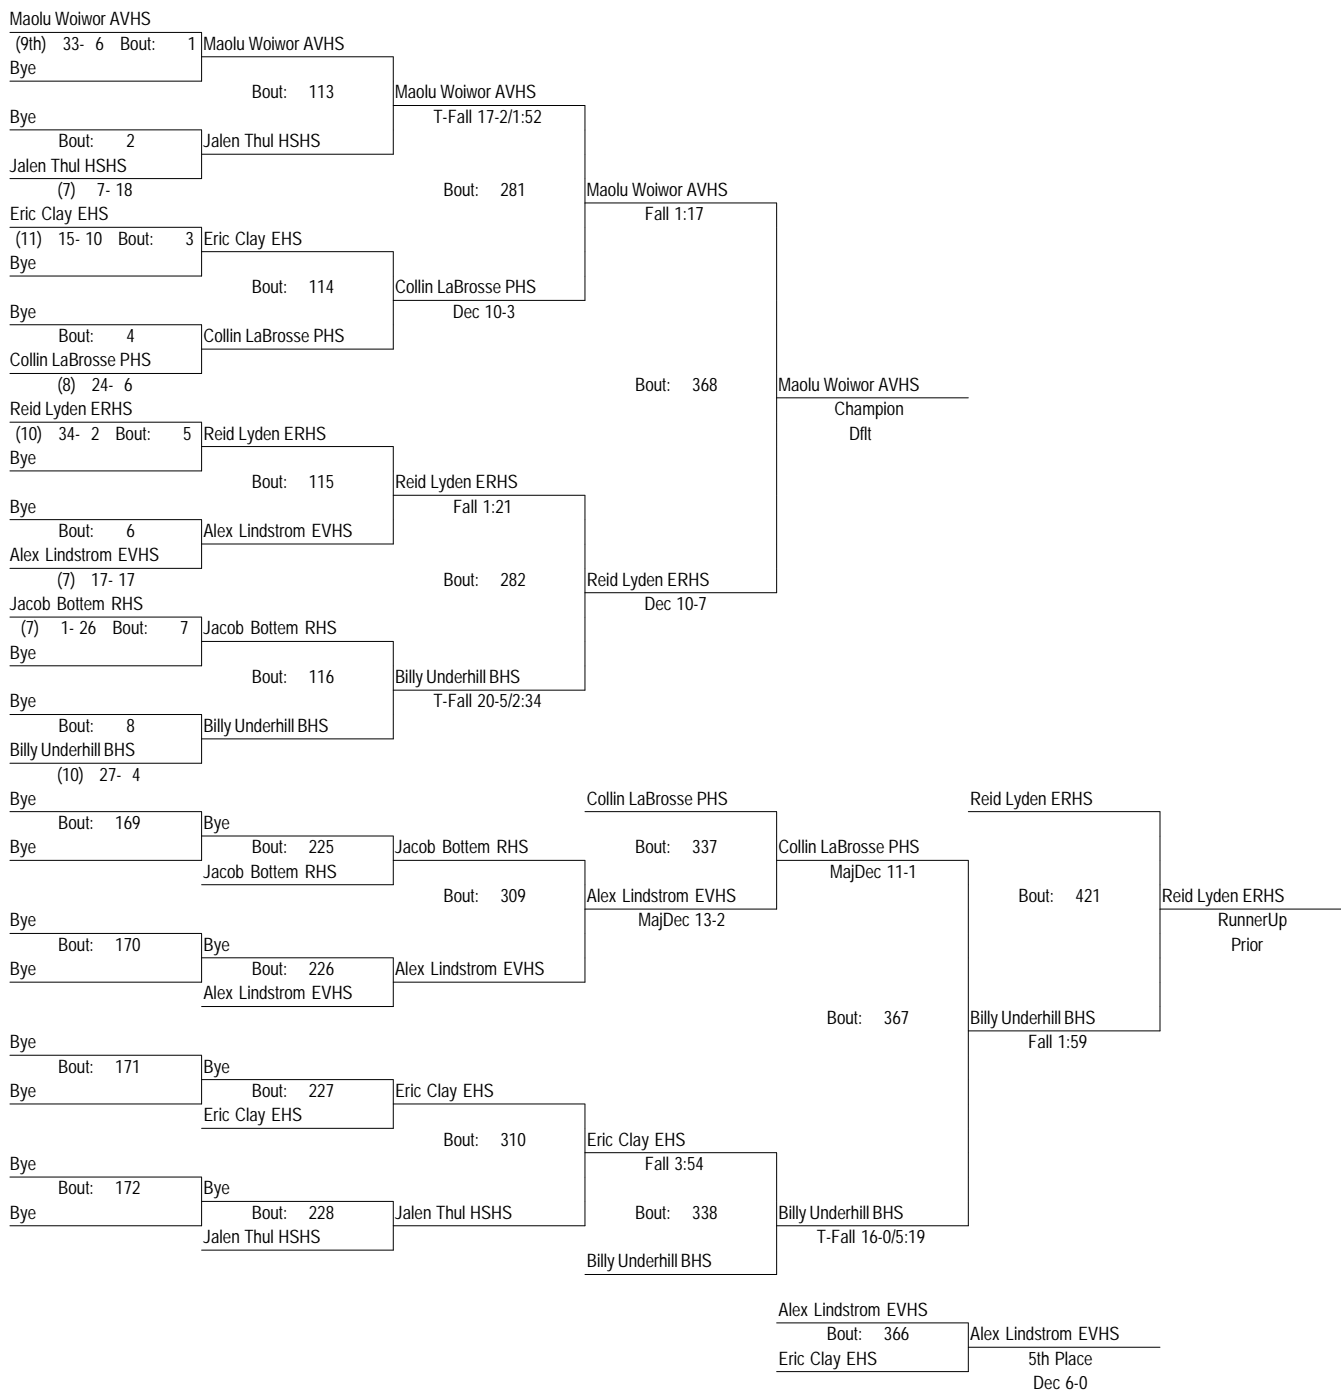 Maolu Woiwor AVHS
(9th) 33- 6 Bout: 1 Maolu Woiwor AVHS
Bye
Bout: 113 Maolu Woiwor AVHS
Bye T-Fall 17-2/1:52
Bout: 2 Jalen Thul HSHS
Jalen Thul HSHS
(7) 7- 18 Bout: 281 Maolu Woiwor AVHS
Eric Clay EHS Fall 1:17
(11) 15- 10 Bout: 3 Eric Clay EHS
Bye
Bout: 114 Collin LaBrosse PHS
Bye Dec 10-3
Bout: 4 Collin LaBrosse PHS
Collin LaBrosse PHS
(8) 24- 6 Bout: 368 Maolu Woiwor AVHS
Reid Lyden ERHS Champion
(10) 34- 2 Bout: 5 Reid Lyden ERHS Dflt
Bye
Bout: 115 Reid Lyden ERHS
Bye Fall 1:21
Bout: 6 Alex Lindstrom EVHS
Alex Lindstrom EVHS
(7) 17- 17 Bout: 282 Reid Lyden ERHS
Jacob Bottem RHS Dec 10-7
(7) 1- 26 Bout: 7 Jacob Bottem RHS
Bye
Bout: 116 Billy Underhill BHS
Bye T-Fall 20-5/2:34
Bout: 8 Billy Underhill BHS
Billy Underhill BHS
(10) 27- 4
Bye Collin LaBrosse PHS Reid Lyden ERHS
Bout: 169 Bye
Bye Bout: 225 Jacob Bottem RHS Bout: 337 Collin LaBrosse PHS
Jacob Bottem RHS MajDec 11-1
Bout: 309 Alex Lindstrom EVHS Bout: 421 Reid Lyden ERHS
Bye MajDec 13-2 RunnerUp
Bout: 170 Bye Prior
Bye Bout: 226 Alex Lindstrom EVHS
Alex Lindstrom EVHS
Bout: 367 Billy Underhill BHS
Bye Fall 1:59
Bout: 171 Bye
Bye Bout: 227 Eric Clay EHS
Eric Clay EHS
Bout: 310 Eric Clay EHS
Bye Fall 3:54
Bout: 172 Bye
Bye Bout: 228 Jalen Thul HSHS Bout: 338 Billy Underhill BHS
Jalen Thul HSHS T-Fall 16-0/5:19
Billy Underhill BHS
Alex Lindstrom EVHS
Bout: 366 Alex Lindstrom EVHS
Eric Clay EHS 5th Place
Dec 6-0